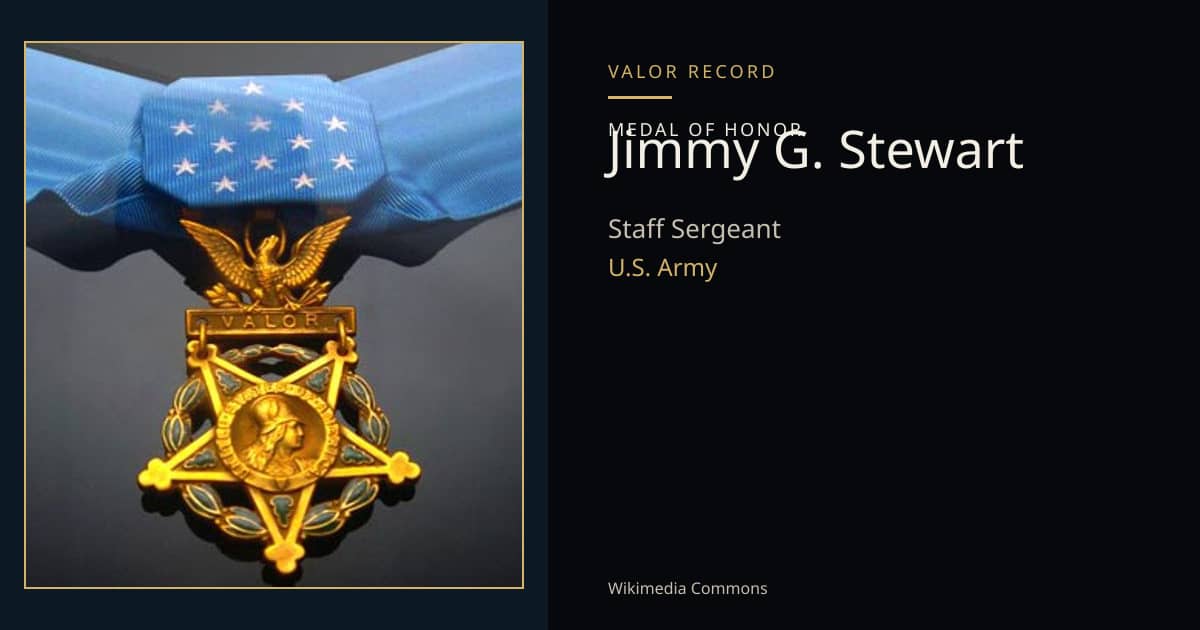 VALOR
VALOR RECORD
MEDAL OF HONOR
Jimmy G. Stewart
Staff Sergeant
U.S. Army
Wikimedia Commons